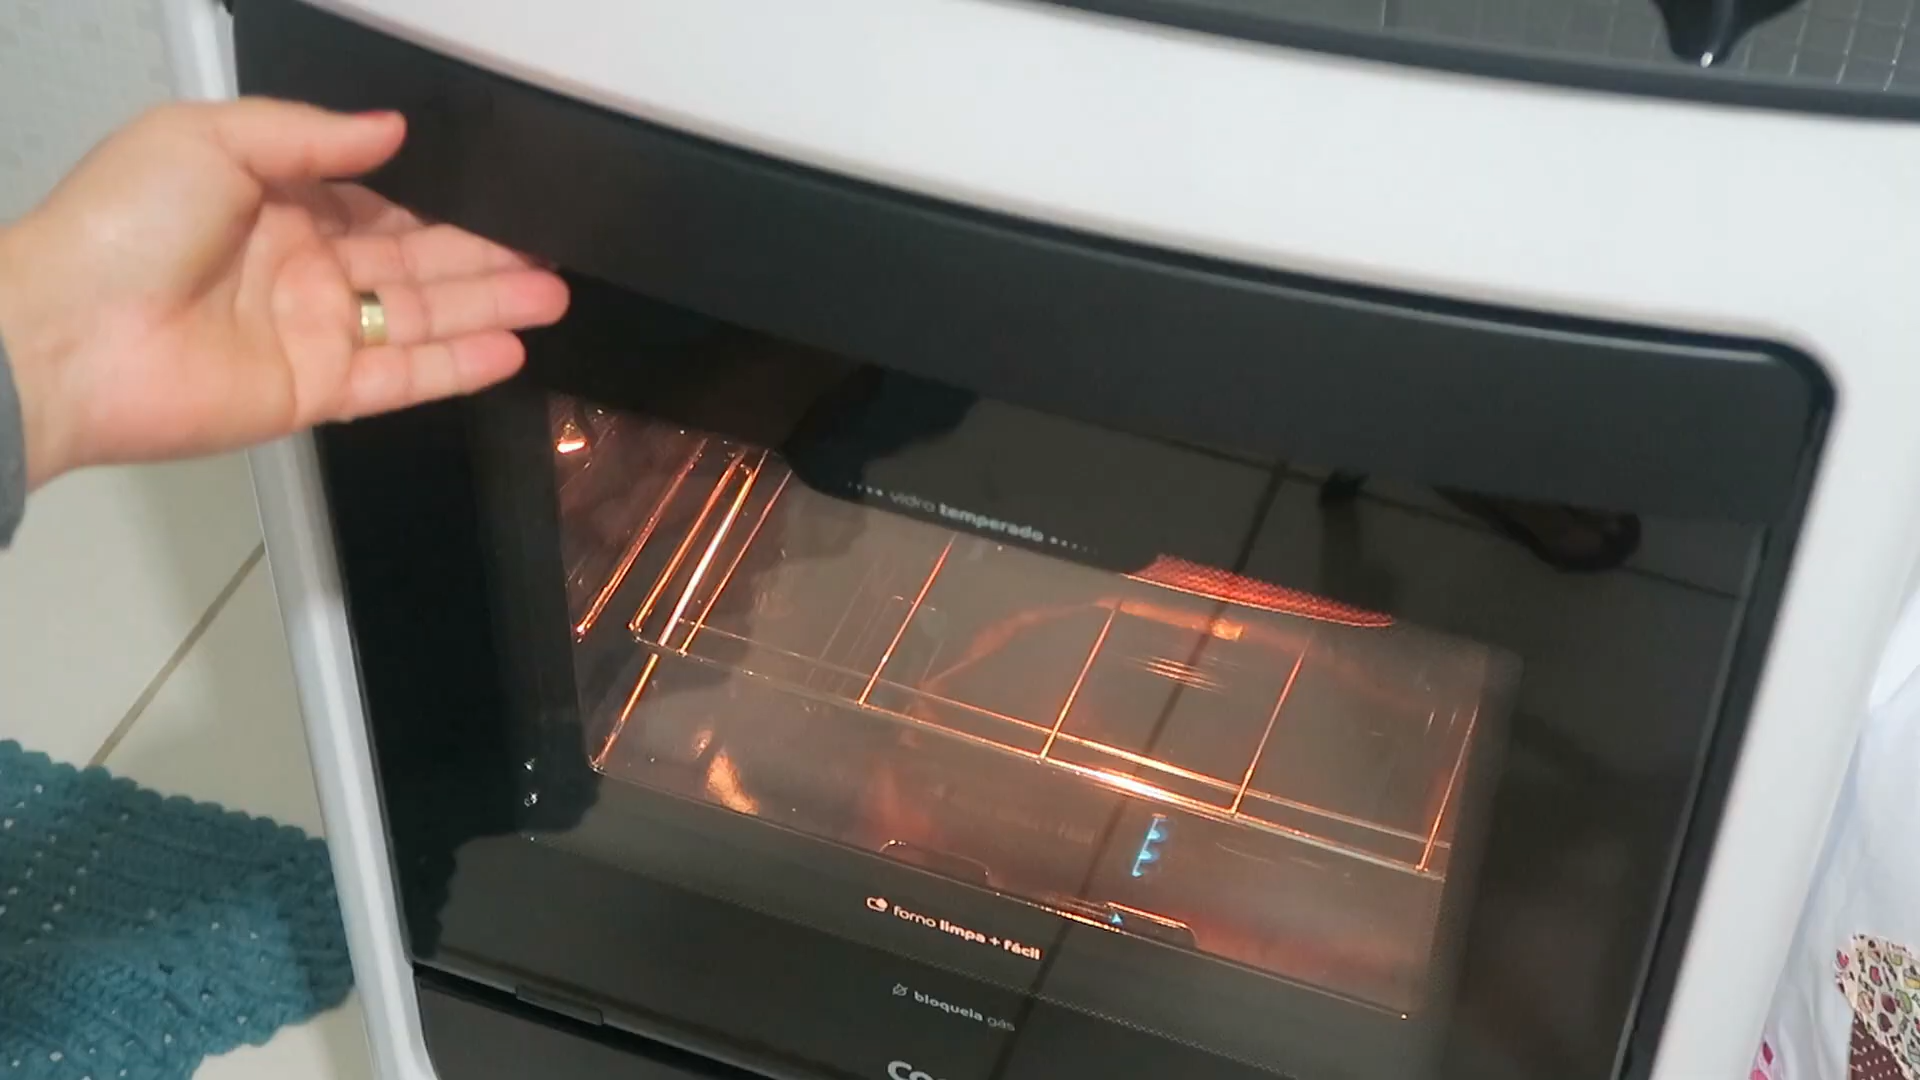 vidro temperado
forno limpa + fácil
bloqueia gás